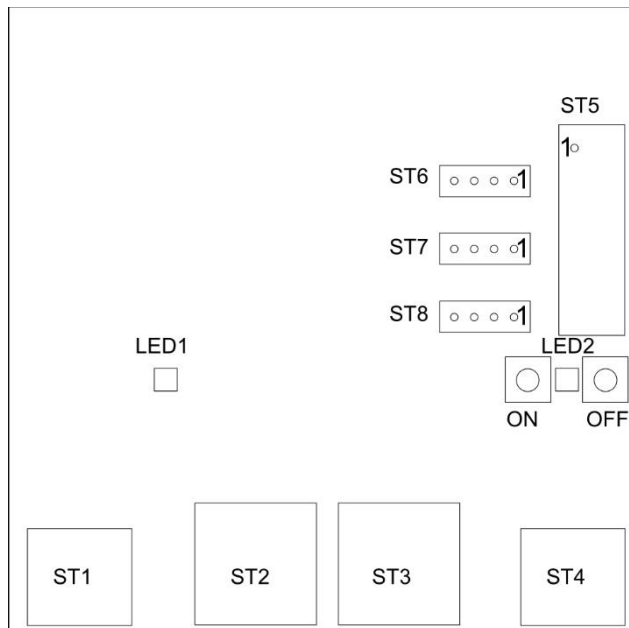 ST5
1
ST6 1
ST7 1
ST8 1
LED1 LED2
ON OFF
ST1 ST2 ST3 ST4